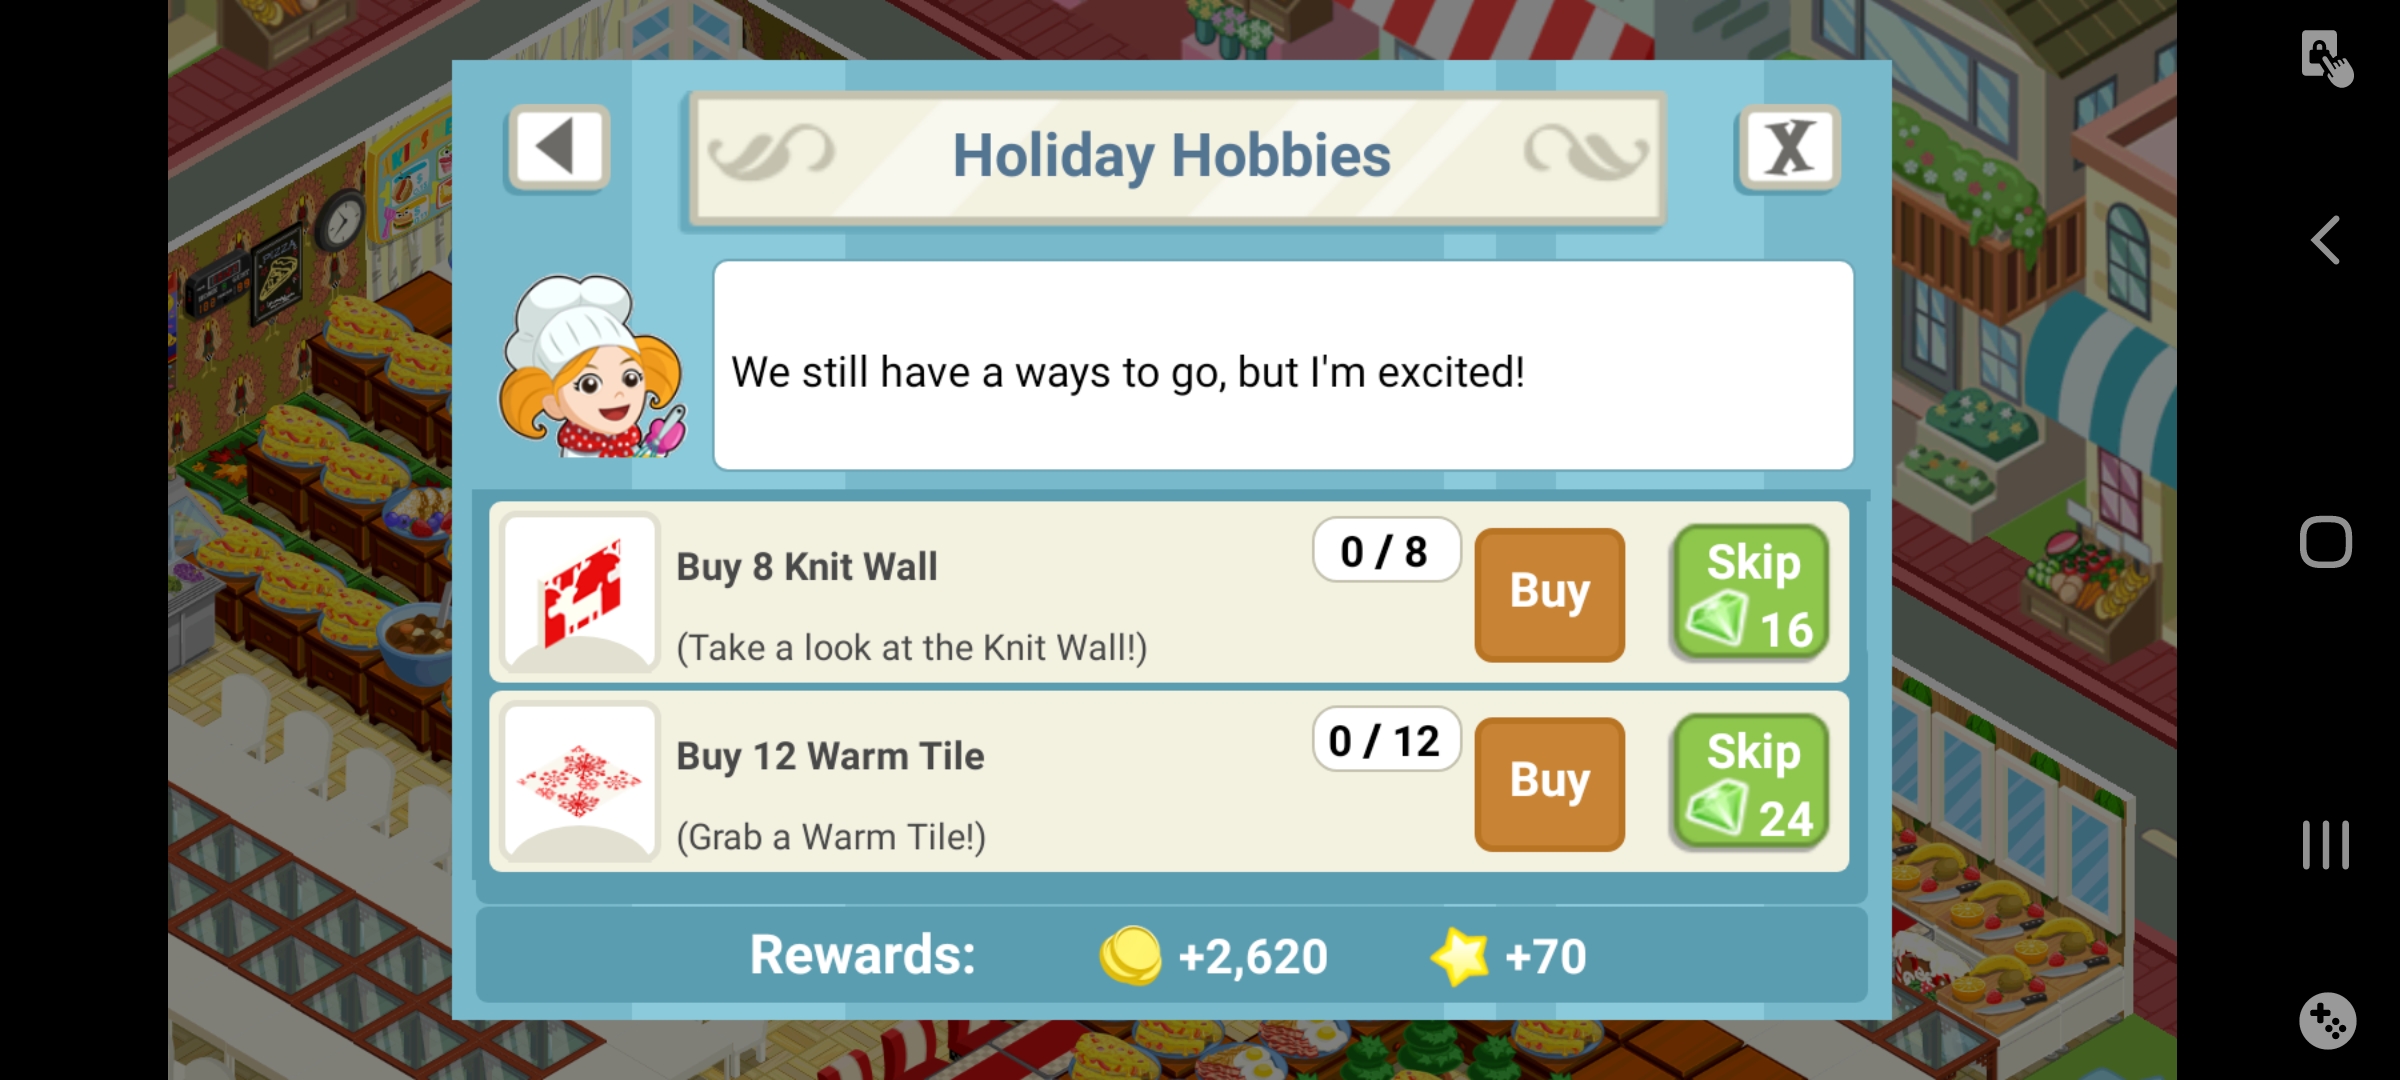 Holiday Hobbies
X
We still have a ways to go, but I'm excited!
Buy 8 Knit Wall
0 / 8
Buy
Skip
16
(Take a look at the Knit Wall!)
Buy 12 Warm Tile
0 / 12
Buy
Skip
24
(Grab a Warm Tile!)
Rewards:
+2,620
+70
PIZZA